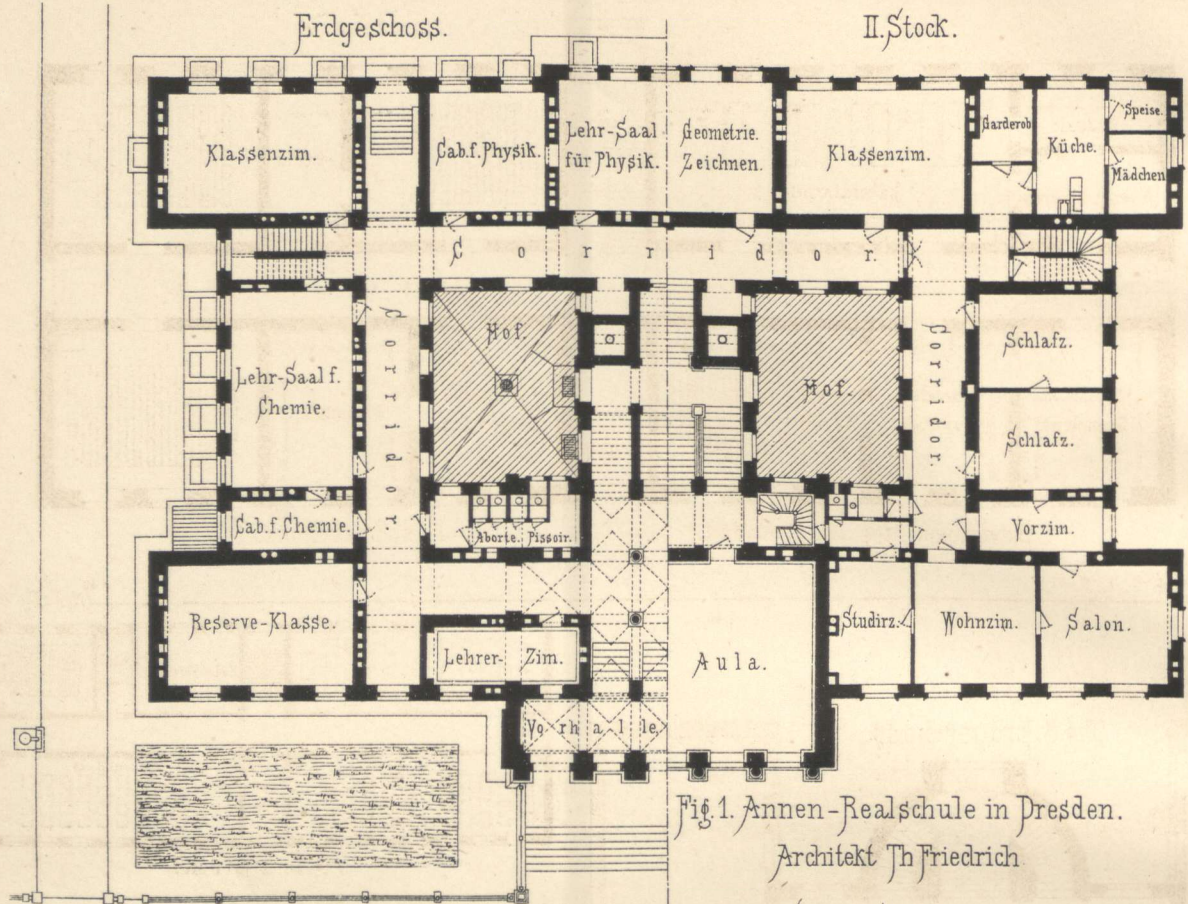 Erdgeschoss.
II. Stock.
Klassenzim.
Cab. f. Physik.
Lehr-Saal
für Physik.
Geometrie.
Zeichnen.
Klassenzim.
Garderob.
Küche.
Speise.
Mädchen
Corridor.
Corridor.
Hof.
Hof.
Corridor.
Lehr-Saal f.
Chemie.
Schlafz.
Schlafz.
Cab. f. Chemie.
Aborte.
Pissoir.
Vorzim.
Reserve-Klasse.
Lehrer-Zim.
Aula.
Studirz.
Wohnzim.
Salon.
Vorhalle.
Fig. 1. Annen-Realschule in Dresden.
Architekt Th Friedrich